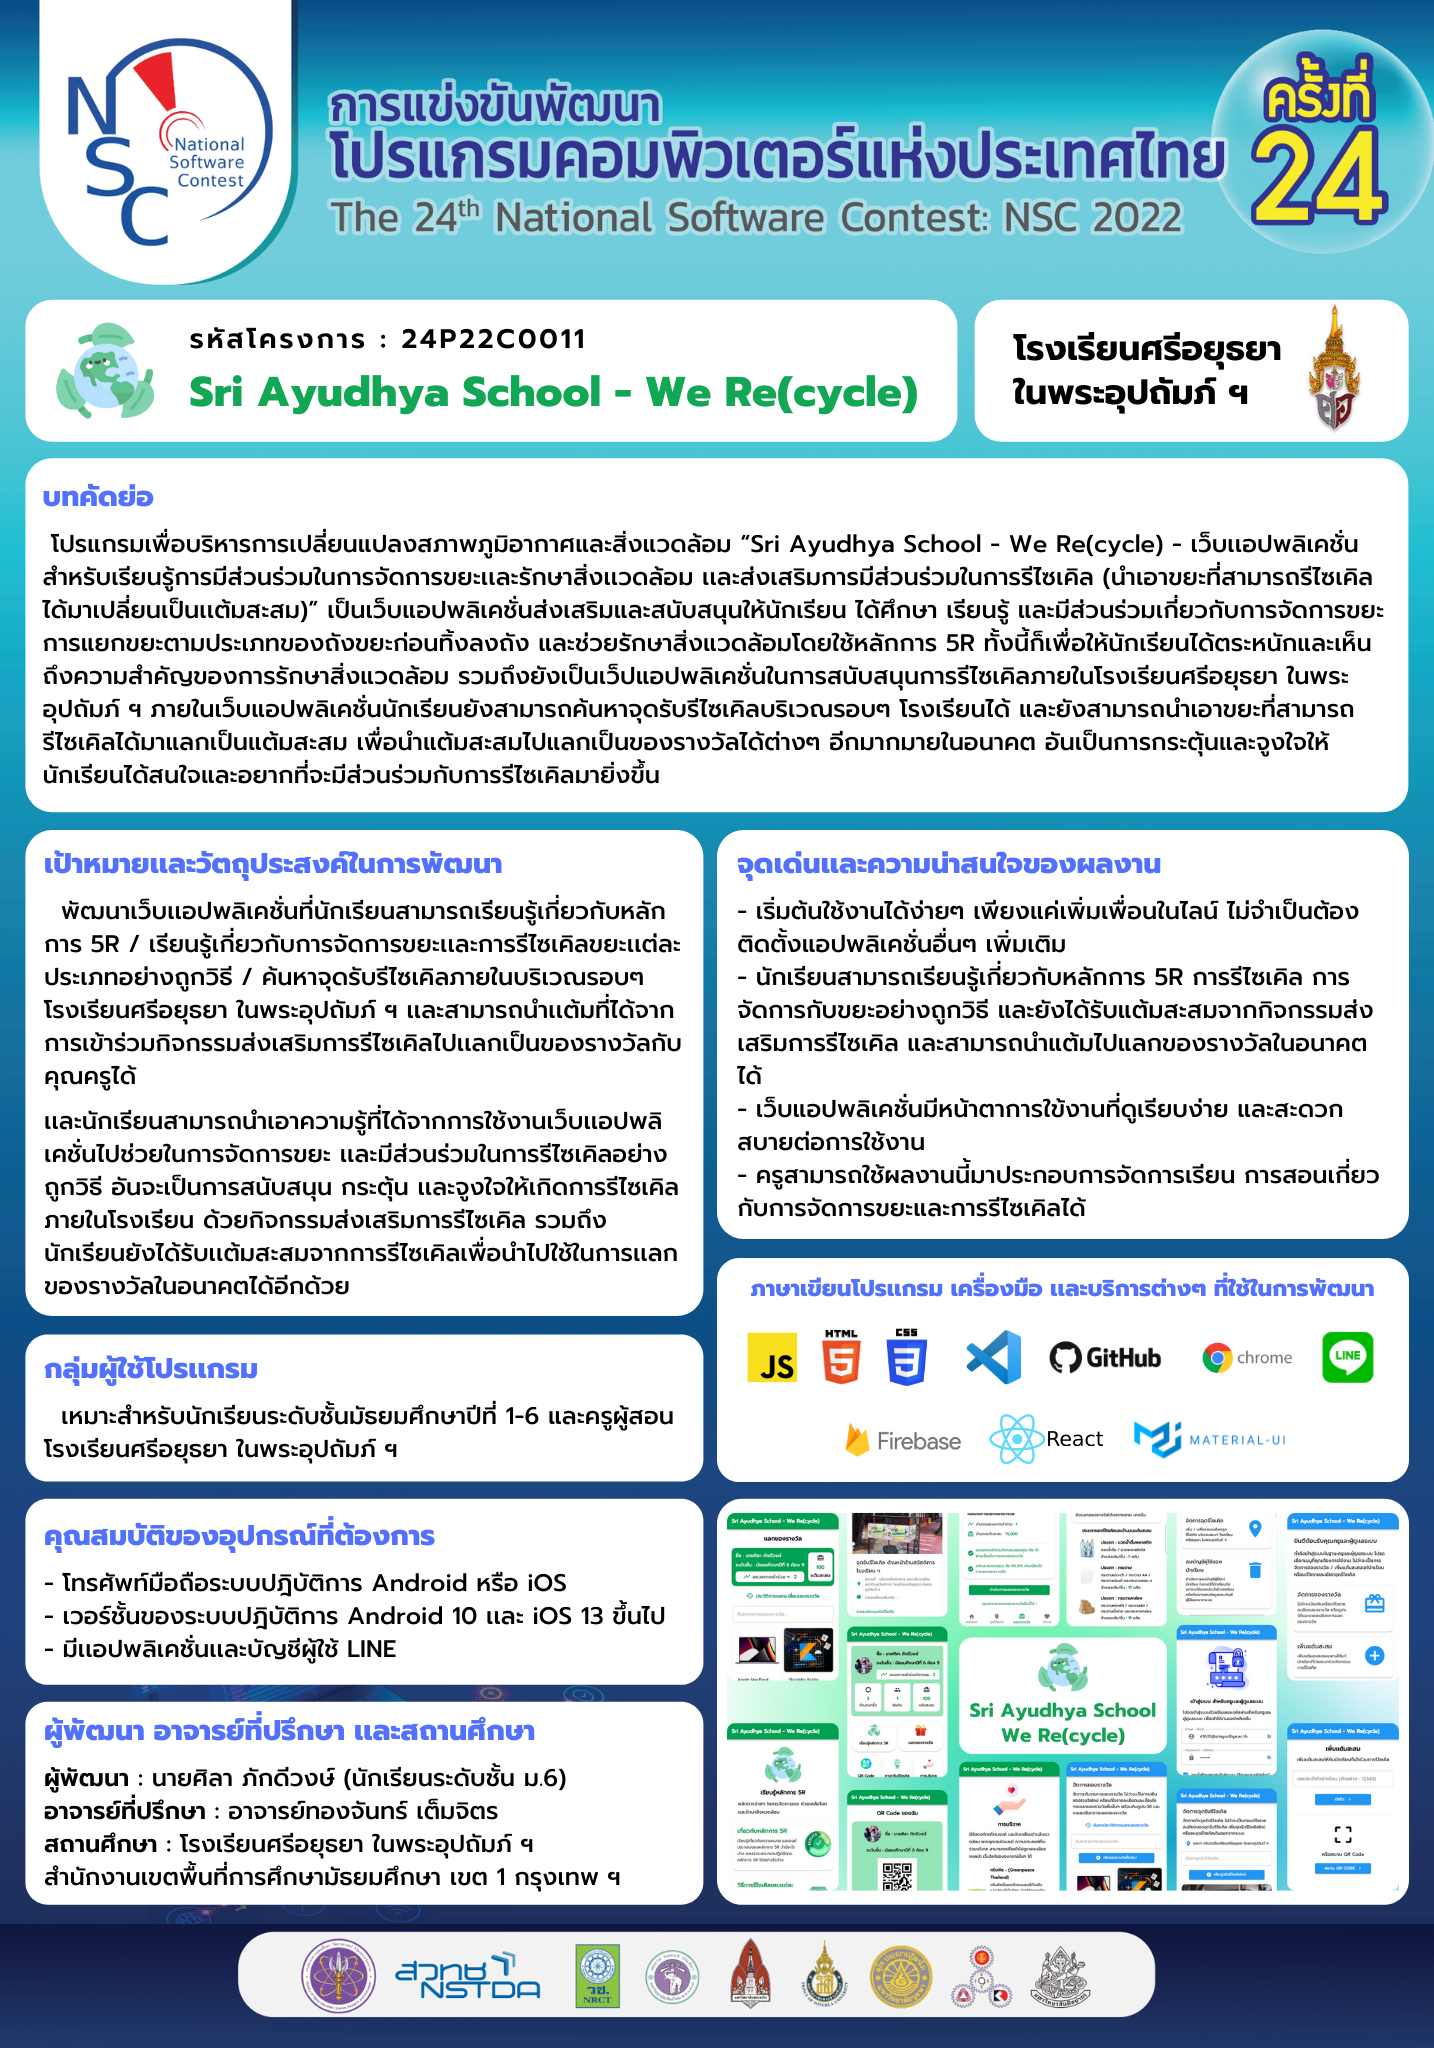 NSC
National
Software
Contest
การแข่งขันพัฒนา
โปรแกรมคอมพิวเตอร์แห่งประเทศไทย
The 24th National Software Contest: NSC 2022
ครั้งที่
24
รหัสโครงการ : 24P22C0011
Sri Ayudhya School - We Re(cycle)
โรงเรียนศรีอยุธยา
ในพระอุปถัมภ์ ฯ
บทคัดย่อ
โปรแกรมเพื่อบริหารการเปลี่ยนแปลงสภาพภูมิอากาศและสิ่งแวดล้อม “Sri Ayudhya School - We Re(cycle) - เว็บแอปพลิเคชั่น
สำหรับเรียนรู้การมีส่วนร่วมในการจัดการขยะและรักษาสิ่งแวดล้อม และส่งเสริมการมีส่วนร่วมในการรีไซเคิล (นำเอาขยะที่สามารถรีไซเคิล
ได้มาเปลี่ยนเป็นแต้มสะสม)” เป็นเว็บแอปพลิเคชั่นส่งเสริมและสนับสนุนให้นักเรียน ได้ศึกษา เรียนรู้ และมีส่วนร่วมเกี่ยวกับการจัดการขยะ
การแยกขยะตามประเภทของถังขยะก่อนทิ้งลงถัง และช่วยรักษาสิ่งแวดล้อมโดยใช้หลักการ 5R ทั้งนี้ก็เพื่อให้นักเรียนได้ตระหนักและเห็น
ถึงความสำคัญของการรักษาสิ่งแวดล้อม รวมถึงยังเป็นเว็ปแอปพลิเคชั่นในการสนับสนุนการรีไซเคิลภายในโรงเรียนศรีอยุธยา ในพระ
อุปถัมภ์ ฯ ภายในเว็บแอปพลิเคชั่นนักเรียนยังสามารถค้นหาจุดรับรีไซเคิลบริเวณรอบๆ โรงเรียนได้ และยังสามารถนำเอาขยะที่สามารถ
รีไซเคิลได้มาแลกเป็นแต้มสะสม เพื่อนำแต้มสะสมไปแลกเป็นของรางวัลได้ต่างๆ อีกมากมายในอนาคต อันเป็นการกระตุ้นและจูงใจให้
นักเรียนได้สนใจและอยากที่จะมีส่วนร่วมกับการรีไซเคิลมายิ่งขึ้น
เป้าหมายและวัตถุประสงค์ในการพัฒนา
พัฒนาเว็บแอปพลิเคชั่นที่นักเรียนสามารถเรียนรู้เกี่ยวกับหลัก
การ 5R / เรียนรู้เกี่ยวกับการจัดการขยะและการรีไซเคิลขยะแต่ละ
ประเภทอย่างถูกวิธี / ค้นหาจุดรับรีไซเคิลภายในบริเวณรอบๆ
โรงเรียนศรีอยุธยา ในพระอุปถัมภ์ ฯ และสามารถนำแต้มที่ได้จาก
การเข้าร่วมกิจกรรมส่งเสริมการรีไซเคิลไปแลกเป็นของรางวัลกับ
คุณครูได้
และนักเรียนสามารถนำเอาความรู้ที่ได้จากการใช้งานเว็บแอปพลิ
เคชั่นไปช่วยในการจัดการขยะ และมีส่วนร่วมในการรีไซเคิลอย่าง
ถูกวิธี อันจะเป็นการสนับสนุน กระตุ้น และจูงใจให้เกิดการรีไซเคิล
ภายในโรงเรียน ด้วยกิจกรรมส่งเสริมการรีไซเคิล รวมถึง
นักเรียนยังได้รับแต้มสะสมจากการรีไซเคิลเพื่อนำไปใช้ในการแลก
ของรางวัลในอนาคตได้อีกด้วย
จุดเด่นและความน่าสนใจของผลงาน
- เริ่มต้นใช้งานได้ง่ายๆ เพียงแค่เพิ่มเพื่อนในไลน์ ไม่จำเป็นต้อง
ติดตั้งแอปพลิเคชั่นอื่นๆ เพิ่มเติม
- นักเรียนสามารถเรียนรู้เกี่ยวกับหลักการ 5R การรีไซเคิล การ
จัดการกับขยะอย่างถูกวิธี และยังได้รับแต้มสะสมจากกิจกรรมส่ง
เสริมการรีไซเคิล และสามารถนำแต้มไปแลกของรางวัลในอนาคต
ได้
- เว็บแอปพลิเคชั่นมีหน้าตาการใข้งานที่ดูเรียบง่าย และสะดวก
สบายต่อการใช้งาน
- ครูสามารถใช้ผลงานนี้มาประกอบการจัดการเรียน การสอนเกี่ยว
กับการจัดการขยะและการรีไซเคิลได้
ภาษาเขียนโปรแกรม เครื่องมือ และบริการต่างๆ ที่ใช้ในการพัฒนา
JS
HTML
5
CSS
3
GitHub
chrome
LINE
Firebase
React
MATERIAL-UI
กลุ่มผู้ใช้โปรแกรม
เหมาะสำหรับนักเรียนระดับชั้นมัธยมศึกษาปีที่ 1-6 และครูผู้สอน
โรงเรียนศรีอยุธยา ในพระอุปถัมภ์ ฯ
คุณสมบัติของอุปกรณ์ที่ต้องการ
- โทรศัพท์มือถือระบบปฎิบัติการ Android หรือ iOS
- เวอร์ชั้นของระบบปฎิบัติการ Android 10 และ iOS 13 ขึ้นไป
- มีแอปพลิเคชั่นและบัญชีผู้ใช้ LINE
ผู้พัฒนา อาจารย์ที่ปรึกษา และสถานศึกษา
ผู้พัฒนา : นายศิลา ภักดีวงษ์ (นักเรียนระดับชั้น ม.6)
อาจารย์ที่ปรึกษา : อาจารย์ทองจันทร์ เต็มจิตร
สถานศึกษา : โรงเรียนศรีอยุธยา ในพระอุปถัมภ์ ฯ
สำนักงานเขตพื้นที่การศึกษามัธยมศึกษา เขต 1 กรุงเทพ ฯ
Sri Ayudhya School - We Re(cycle)
แลกของรางวัล
Sri Ayudhya School
We Re(cycle)
เรียนรู้หลักการ 5R
เกี่ยวกับหลักการ 5R
QR Code ของฉัน
การบริจาค
จัดการของรางวัล
เพิ่มแต้มสะสม
สวทช
NSTDA
วช.
NRCT